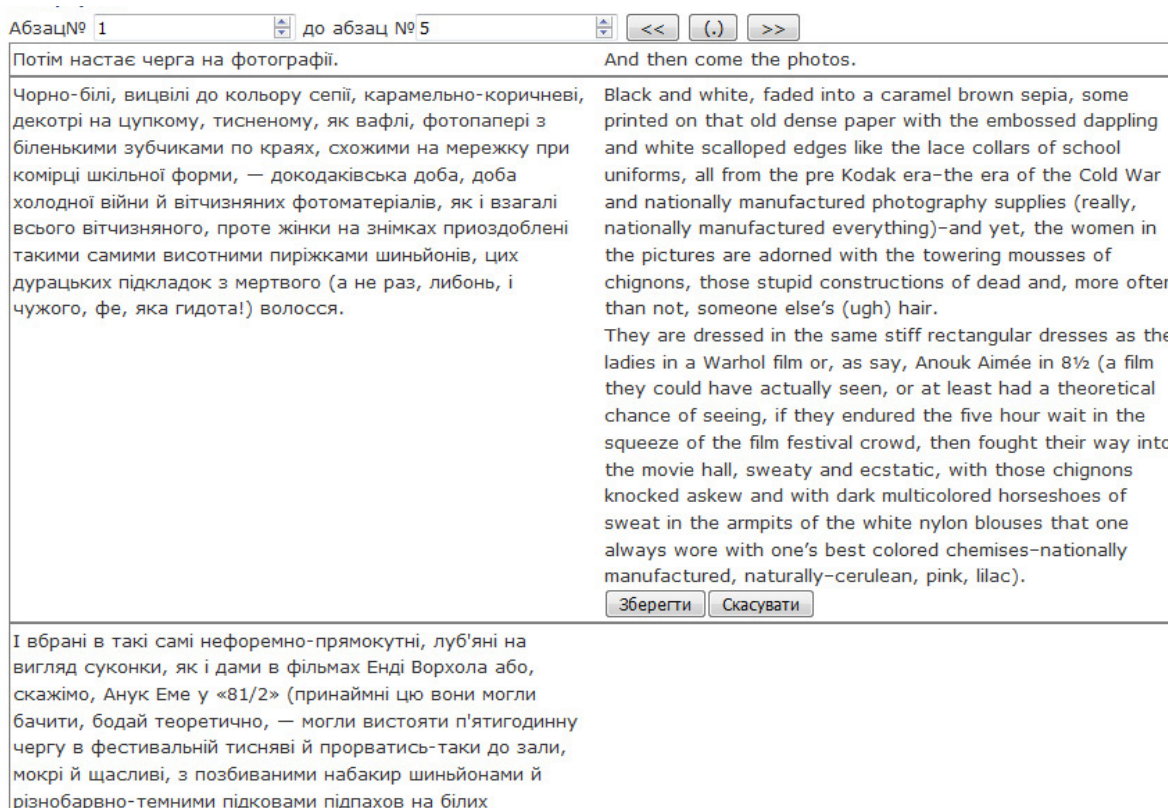 Абзац№ 1 до абзац №5 << (.) >>
Потім настає черга на фотографії.
And then come the photos.
Чорно-білі, вицвілі до кольору сепії, карамельно-коричневі,
декотрі на цупкому, тисненому, як вафлі, фотопапері з
біленькими зубчиками по краях, схожими на мережку при
комірці шкільної форми, — докодаківська доба, доба
холодної війни й вітчизняних фотоматеріалів, як і взагалі
всього вітчизняного, проте жінки на знімках приоздоблені
такими самими висотними пиріжками шиньйонів, цих
дурацьких підкладок з мертвого (а не раз, либонь, і
чужого, фе, яка гидота!) волосся.
Black and white, faded into a caramel brown sepia, some
printed on that old dense paper with the embossed dappling
and white scalloped edges like the lace collars of school
uniforms, all from the pre Kodak era–the era of the Cold War
and nationally manufactured photography supplies (really,
nationally manufactured everything)–and yet, the women in
the pictures are adorned with the towering mousses of
chignons, those stupid constructions of dead and, more often
than not, someone else’s (ugh) hair.
They are dressed in the same stiff rectangular dresses as the
ladies in a Warhol film or, as say, Anouk Aimée in 8½ (a film
they could have actually seen, or at least had a theoretical
chance of seeing, if they endured the five hour wait in the
squeeze of the film festival crowd, then fought their way into
the movie hall, sweaty and ecstatic, with those chignons
knocked askew and with dark multicolored horseshoes of
sweat in the armpits of the white nylon blouses that one
always wore with one’s best colored chemises–nationally
manufactured, naturally–cerulean, pink, lilac).
Зберегти Скасувати
І вбрані в такі самі нефоремно-прямокутні, луб'яні на
вигляд суконки, як і дами в фільмах Енді Ворхола або,
скажімо, Анук Еме у «81/2» (принаймні цю вони могли
бачити, бодай теоретично, — могли вистояти п'ятигодинну
чергу в фестивальній тисняві й прорватись-таки до зали,
мокрі й щасливі, з позбиваними набакир шиньйонами й
різнобарвно-темними підковами підпахов на білих